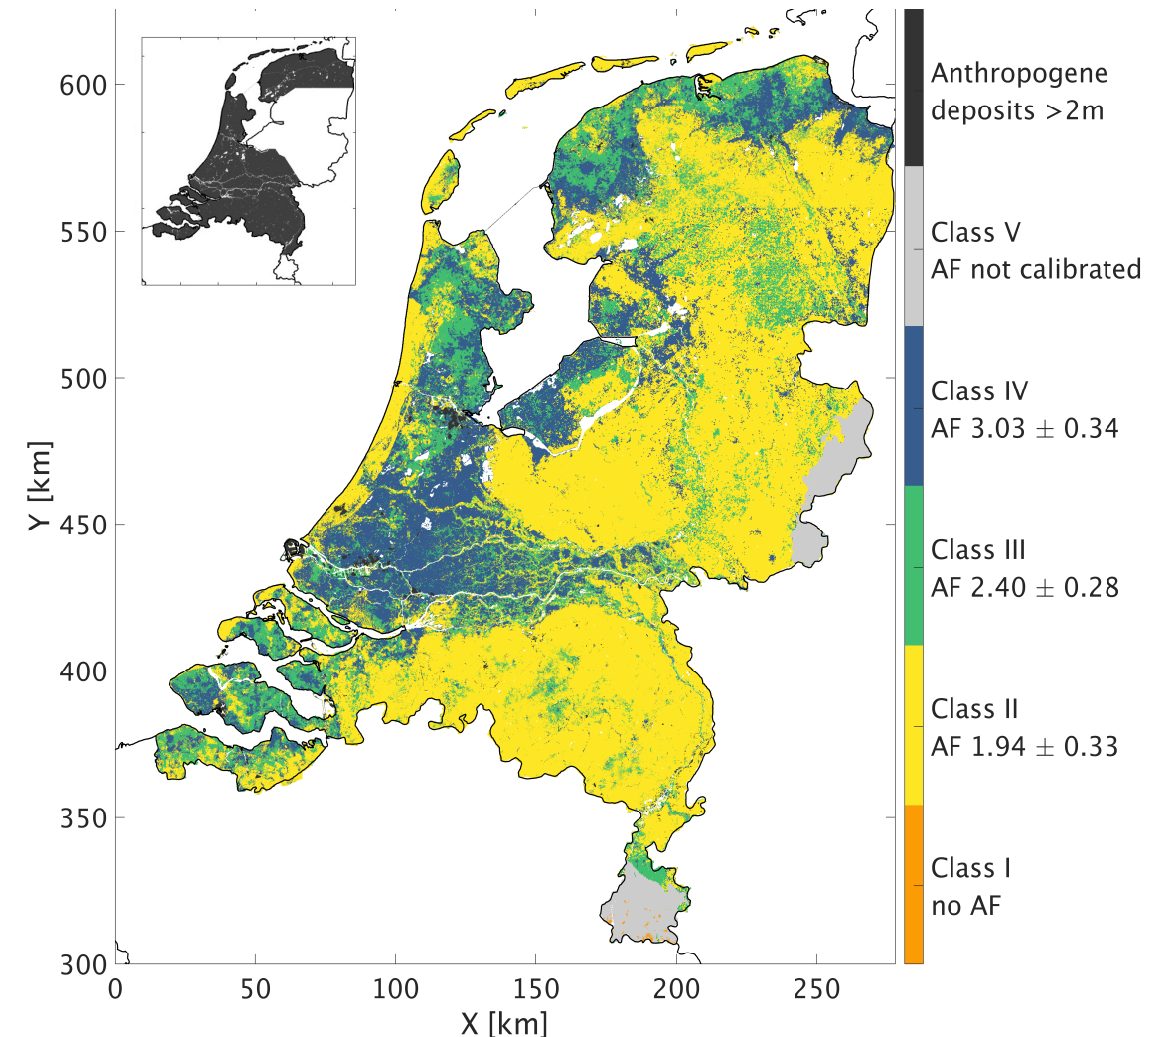 600
550
500
450
400
350
300
Y [km]
0
50
100
150
200
250
X [km]
Anthropogene
deposits >2m
Class V
AF not calibrated
Class IV
AF 3.03 ± 0.34
Class III
AF 2.40 ± 0.28
Class II
AF 1.94 ± 0.33
Class I
no AF